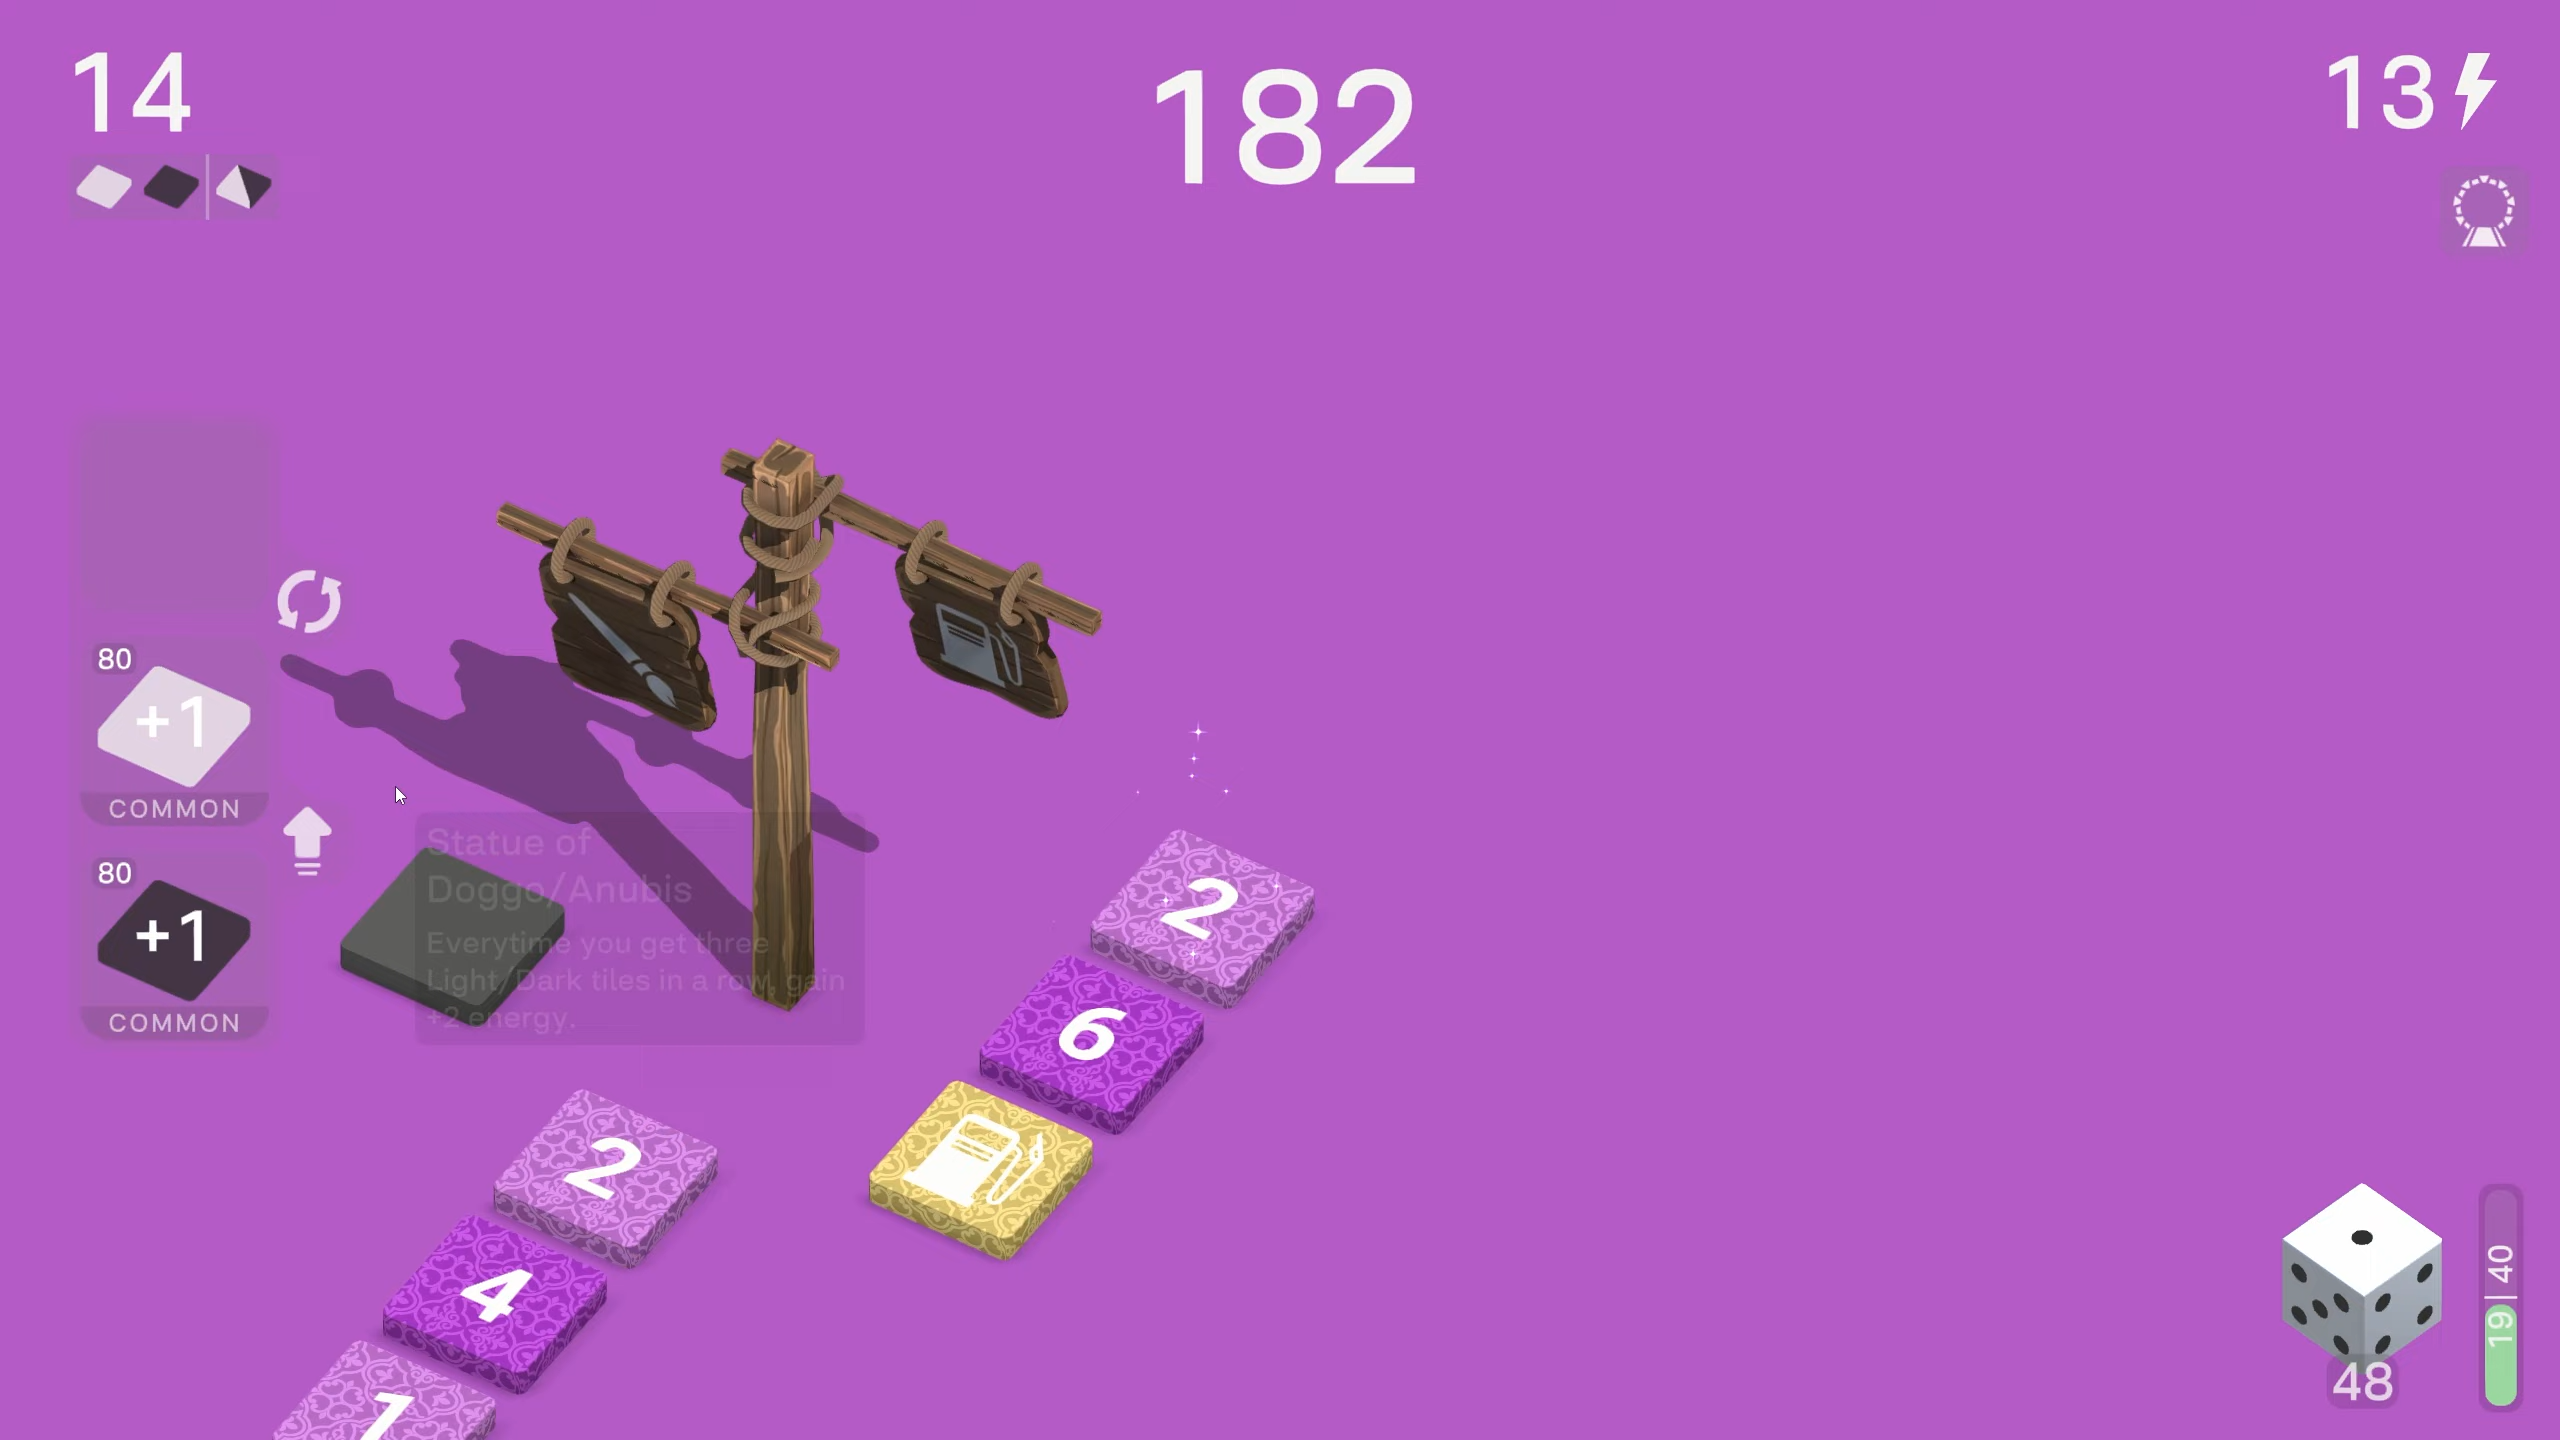 14
182
13
80
+1
COMMON
80
+1
COMMON
Statue of
Doggo/Anubis
Everytime you get three
Light/Dark tiles in a row, gain
+2 energy.
2
6
2
4
1
19|40
48